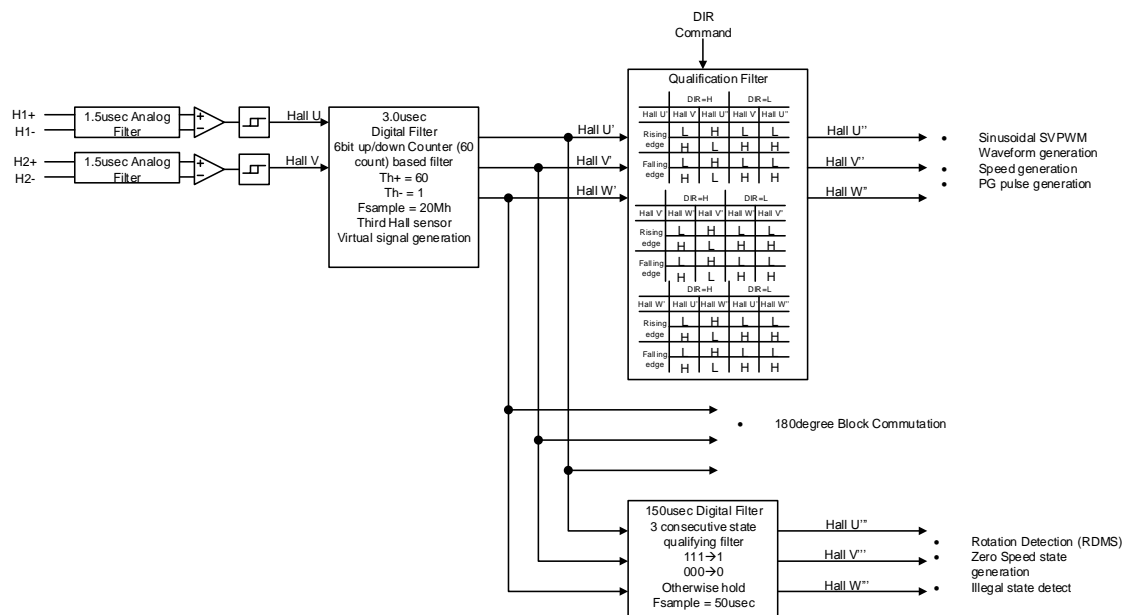 DIR
Command
H1+
H1-
1.5usec Analog
Filter
+
−
Hall U
H2+
H2-
1.5usec Analog
Filter
+
−
Hall V
3.0usec
Digital Filter
6bit up/down Counter (60
count) based filter
Th+ = 60
Th- = 1
Fsample = 20Mh
Third Hall sensor
Virtual signal generation
Hall U'
Hall V'
Hall W'
Qualification Filter
DIR=H DIR=L
Hall U' Hall V' Hall U'' Hall V' Hall U''
Rising edge L H L L
H L H H
Falling edge L H L L
H L H H
DIR=H DIR=L
Hall V' Hall W' Hall V'' Hall W' Hall V''
Rising edge L H L L
H L H H
Falling edge L H L L
H L H H
DIR=H DIR=L
Hall W' Hall U' Hall W'' Hall U' Hall W''
Rising edge L H L L
H L H H
Falling edge L H L L
H L H H
Hall U''
Hall V''
Hall W''
• Sinusoidal SVPWM
Waveform generation
• Speed generation
• PG pulse generation
• 180degree Block Commutation
150usec Digital Filter
3 consecutive state
qualifying filter
111→1
000→0
Otherwise hold
Fsample = 50usec
Hall U'''
Hall V'''
Hall W'''
• Rotation Detection (RDMS)
• Zero Speed state
generation
• Illegal state detect